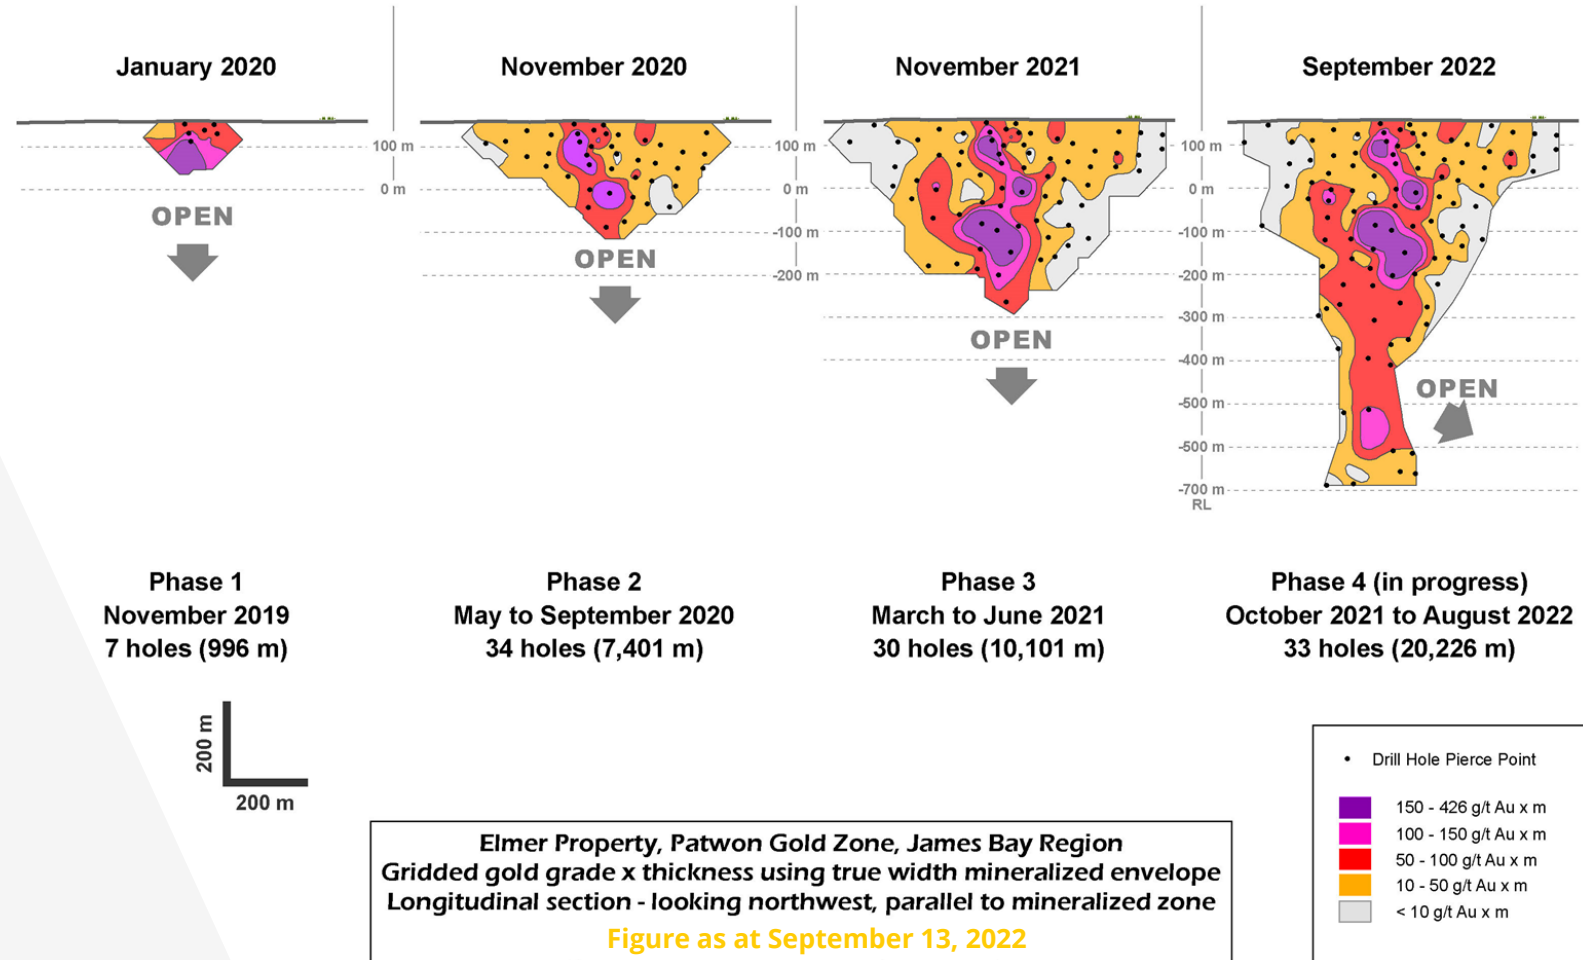 January 2020
November 2020
November 2021
September 2022
100 m
0 m
OPEN
100 m
0 m
-100 m
-200 m
OPEN
100 m
0 m
-100 m
-200 m
-300 m
-400 m
-500 m
-500 m
-700 m
RL
OPEN
OPEN
Phase 1
November 2019
7 holes (996 m)
Phase 2
May to September 2020
34 holes (7,401 m)
Phase 3
March to June 2021
30 holes (10,101 m)
Phase 4 (in progress)
October 2021 to August 2022
33 holes (20,226 m)
200 m
200 m
Drill Hole Pierce Point
150 - 426 g/t Au x m
100 - 150 g/t Au x m
50 - 100 g/t Au x m
10 - 50 g/t Au x m
< 10 g/t Au x m
Elmer Property, Patwon Gold Zone, James Bay Region
Gridded gold grade x thickness using true width mineralized envelope
Longitudinal section - looking northwest, parallel to mineralized zone
Figure as at September 13, 2022